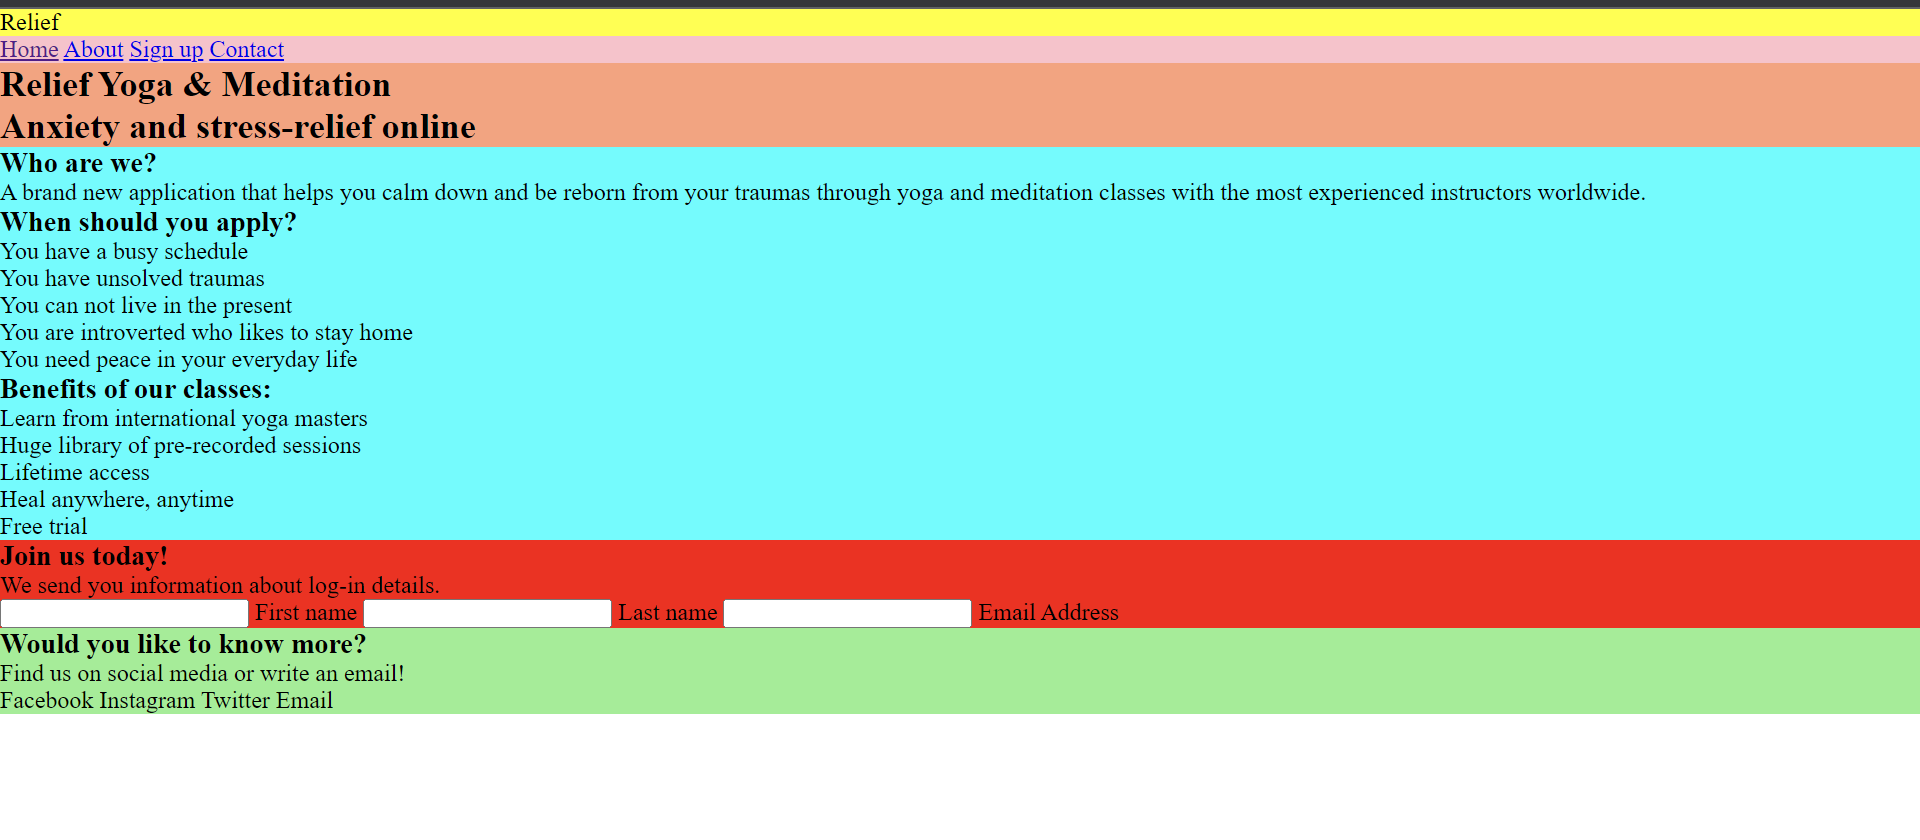 Relief
Home About Sign up Contact
Relief Yoga & Meditation
Anxiety and stress-relief online
Who are we?
A brand new application that helps you calm down and be reborn from your traumas through yoga and meditation classes with the most experienced instructors worldwide.
When should you apply?
You have a busy schedule
You have unsolved traumas
You can not live in the present
You are introverted who likes to stay home
You need peace in your everyday life
Benefits of our classes:
Learn from international yoga masters
Huge library of pre-recorded sessions
Lifetime access
Heal anywhere, anytime
Free trial
Join us today!
We send you information about log-in details.
First name Last name Email Address
Would you like to know more?
Find us on social media or write an email!
Facebook Instagram Twitter Email